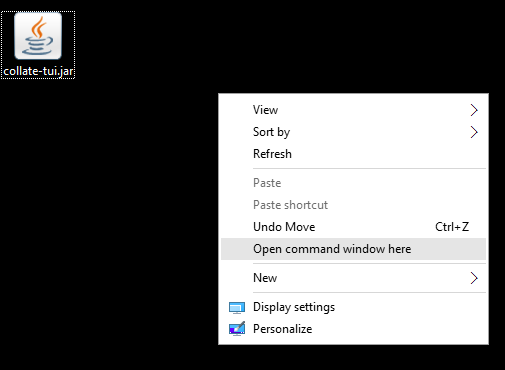 collate-tui.jar
View
Sort by
Refresh
Paste
Paste shortcut
Undo Move Ctrl+Z
Open command window here
New
Display settings
Personalize